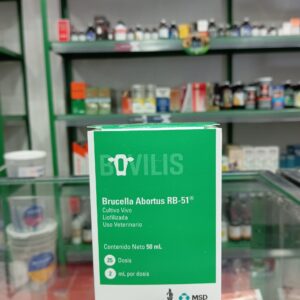 BOVILIS
Brucella Abortus RB-51®
Cultivo Vivo
Liofilizada
Uso Veterinario
Contenido Neto 50 mL
25 Dosis
2 mL por dosis
MSD